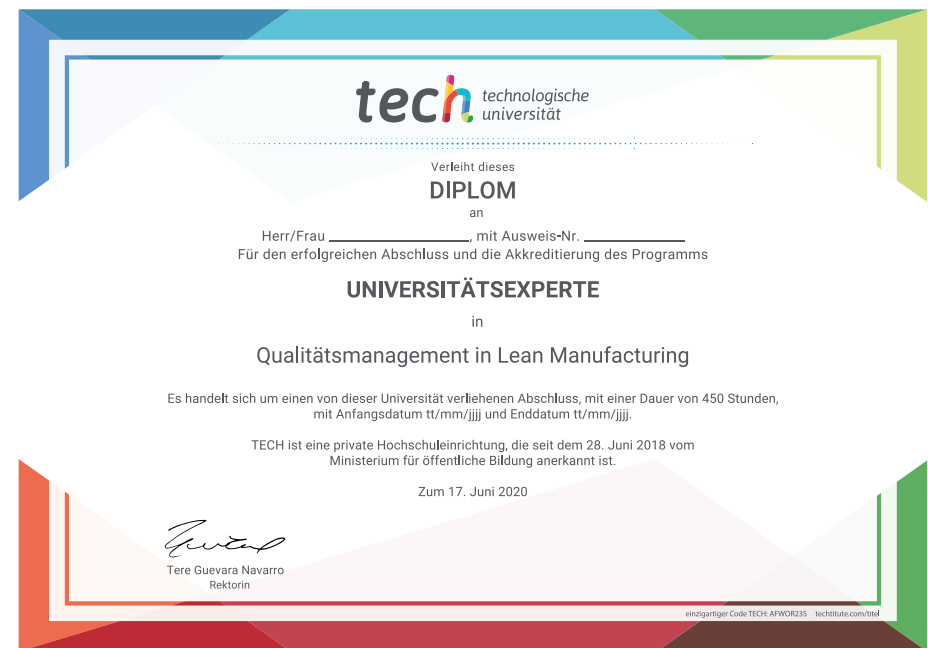 tech technologische
universität
Verleiht dieses
DIPLOM
an
Herr/Frau ____________________, mit Ausweis-Nr. ______________
Für den erfolgreichen Abschluss und die Akkreditierung des Programms
UNIVERSITÄTSEXPERTE
in
Qualitätsmanagement in Lean Manufacturing
Es handelt sich um einen von dieser Universität verliehenen Abschluss, mit einer Dauer von 450 Stunden,
mit Anfangsdatum tt/mm/jjjj und Enddatum tt/mm/jjjj.
TECH ist eine private Hochschuleinrichtung, die seit dem 28. Juni 2018 vom
Ministerium für öffentliche Bildung anerkannt ist.
Zum 17. Juni 2020
Tere Guevara Navarro
Rektorin
einzigartiger Code TECH: AFWOR23S techtitute.com/titel